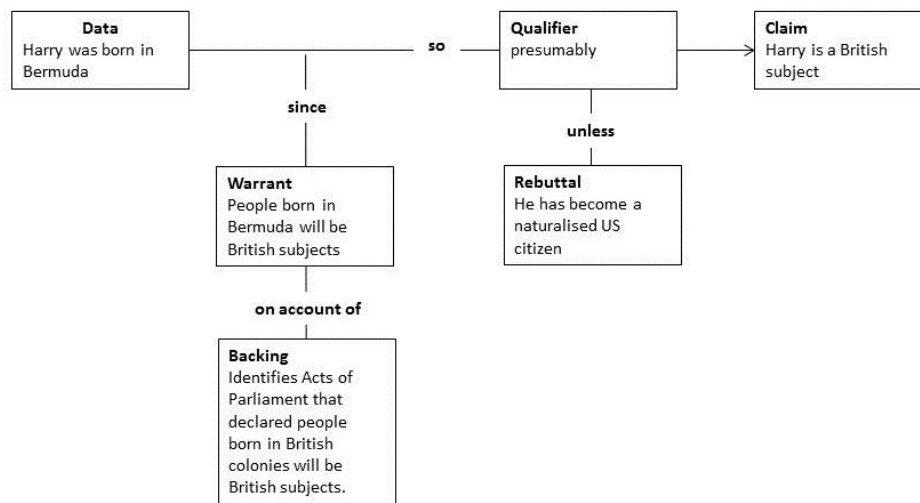 Data
Harry was born in
Bermuda
so
Qualifier
presumably
Claim
Harry is a British
subject
since
unless
Warrant
People born in
Bermuda will be
British subjects
Rebuttal
He has become a
naturalised US
citizen
on account of
Backing
Identifies Acts of
Parliament that
declared people
born in British
colonies will be
British subjects.